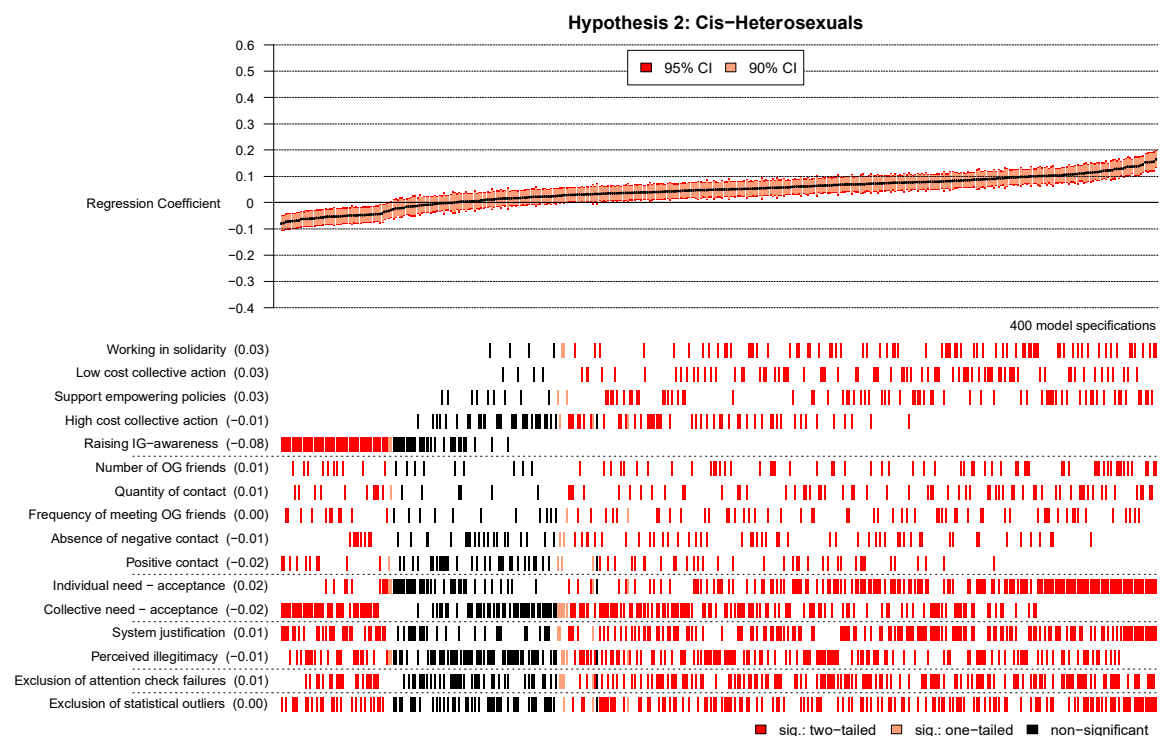 Hypothesis 2: Cis−Heterosexuals
0.6
0.5
0.4
0.3
0.2
0.1
0
−0.1
−0.2
−0.3
−0.4
95% CI 90% CI
Regression Coefficient
400 model specifications
Working in solidarity (0.03)
Low cost collective action (0.03)
Support empowering policies (0.03)
High cost collective action (−0.01)
Raising IG−awareness (−0.08)
Number of OG friends (0.01)
Quantity of contact (0.01)
Frequency of meeting OG friends (0.00)
Absence of negative contact (−0.01)
Positive contact (−0.02)
Individual need − acceptance (0.02)
Collective need − acceptance (−0.02)
System justification (0.01)
Perceived illegitimacy (−0.01)
Exclusion of attention check failures (0.01)
Exclusion of statistical outliers (0.00)
sig.: two−tailed sig.: one−tailed non−significant